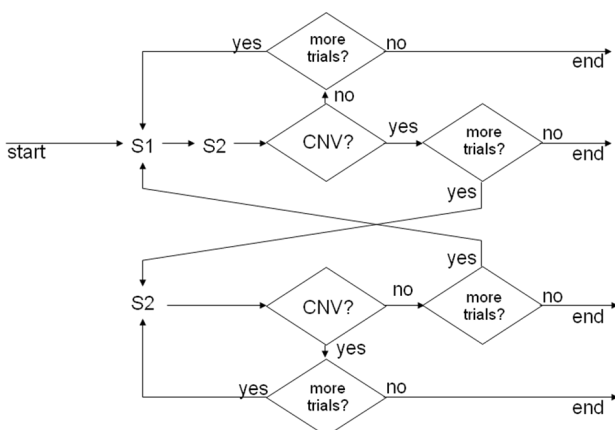 yes
more
trials?
no
end
no
start
S1
S2
CNV?
yes
more
trials?
no
end
yes
yes
S2
CNV?
no
more
trials?
no
end
yes
yes
more
trials?
no
end